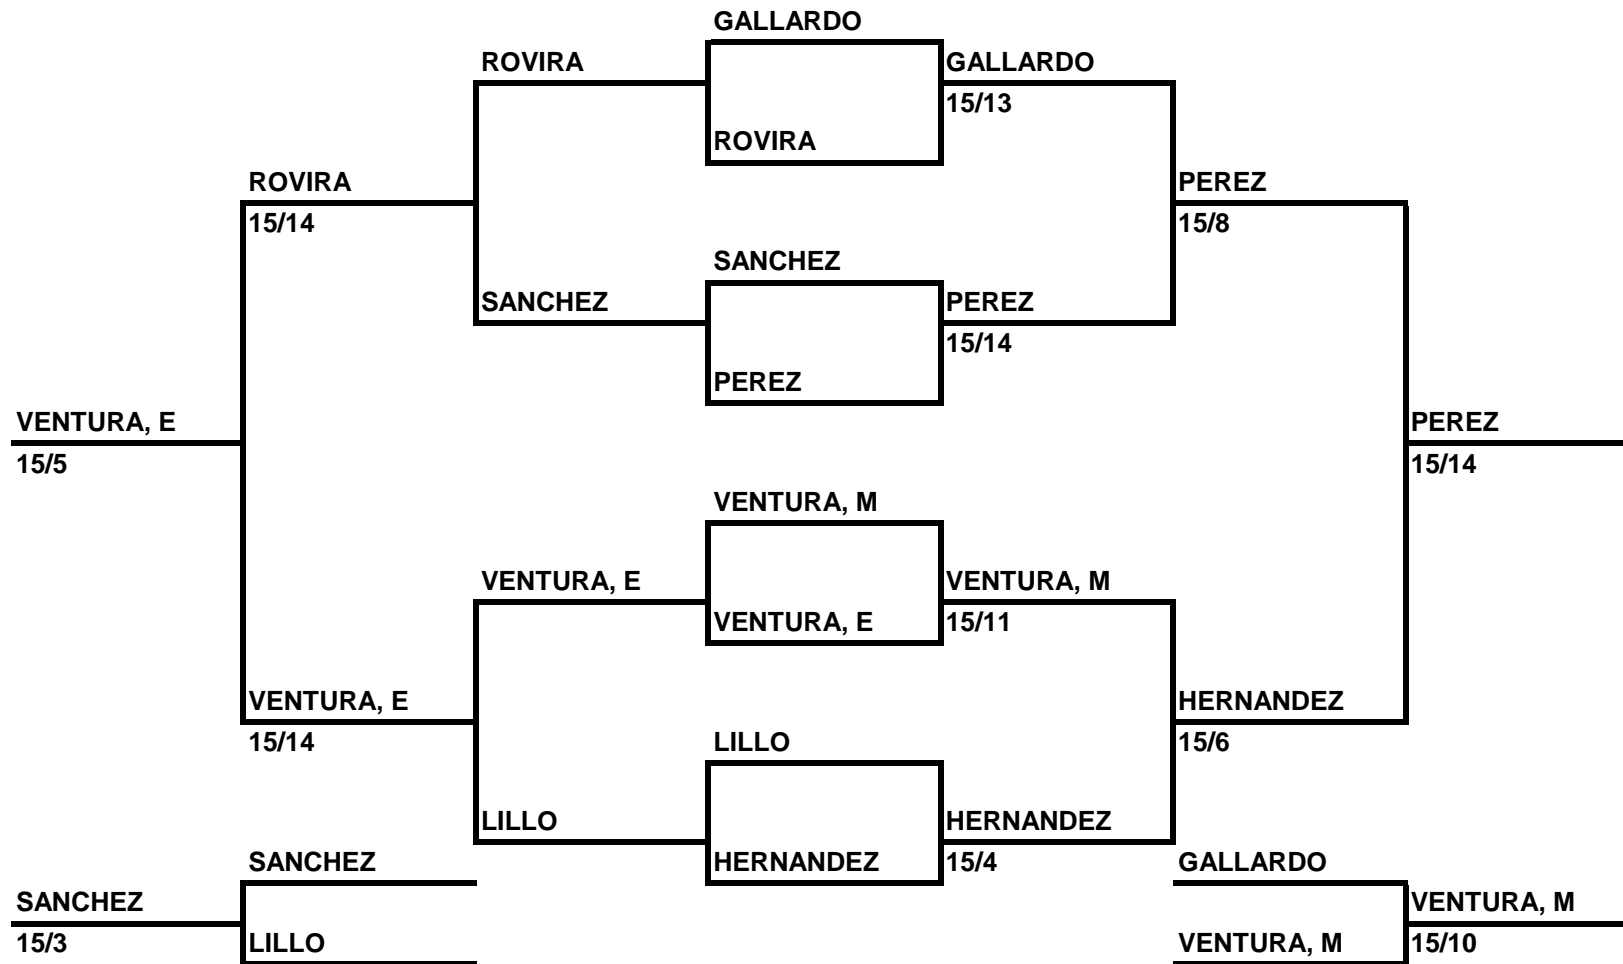 GALLARDO
ROVIRA
GALLARDO
15/13
ROVIRA
ROVIRA
15/14
PEREZ
15/8
SANCHEZ
SANCHEZ
PEREZ
15/14
PEREZ
VENTURA, E
15/5
PEREZ
15/14
VENTURA, M
VENTURA, E
VENTURA, M
VENTURA, E
15/11
VENTURA, E
15/14
HERNANDEZ
15/6
LILLO
LILLO
HERNANDEZ
HERNANDEZ
15/4
SANCHEZ
GALLARDO
SANCHEZ
15/3
LILLO
VENTURA, M
VENTURA, M
15/10